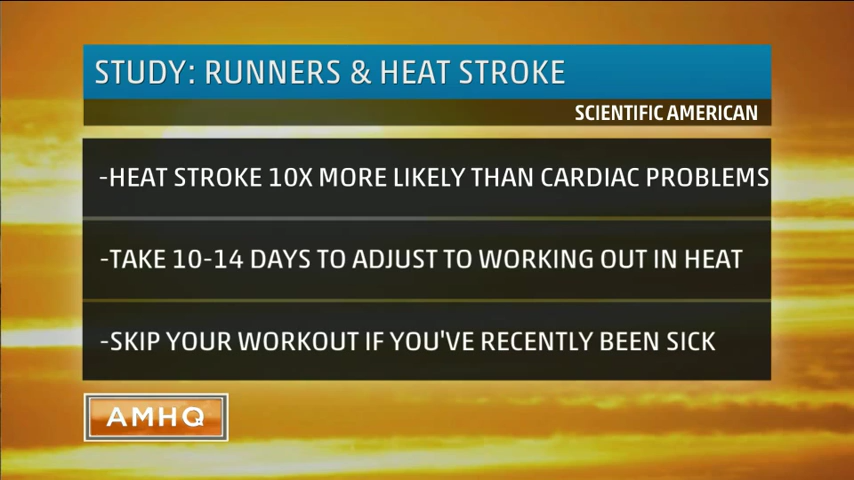 STUDY: RUNNERS & HEAT STROKE
SCIENTIFIC AMERICAN
-HEAT STROKE 10X MORE LIKELY THAN CARDIAC PROBLEMS
-TAKE 10-14 DAYS TO ADJUST TO WORKING OUT IN HEAT
-SKIP YOUR WORKOUT IF YOU'VE RECENTLY BEEN SICK
AMHQ